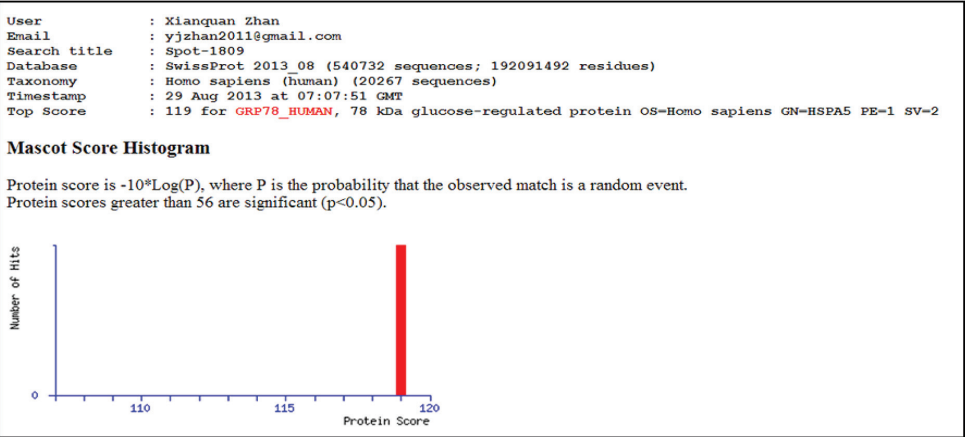 User : Xianquan Zhan
Email : yjzhan2011@gmail.com
Search title : Spot-1809
Database : SwissProt 2013_08 (540732 sequences; 192091492 residues)
Taxonomy : Homo sapiens (human) (20267 sequences)
Timestamp : 29 Aug 2013 at 07:07:51 GMT
Top Score : 119 for GRP78_HUMAN, 78 kDa glucose-regulated protein OS=Homo sapiens GN=HSPA5 PE=1 SV=2
Mascot Score Histogram
Protein score is -10*Log(P), where P is the probability that the observed match is a random event.
Protein scores greater than 56 are significant (p<0.05).
Number of Hits
0
110 115 120
Protein Score